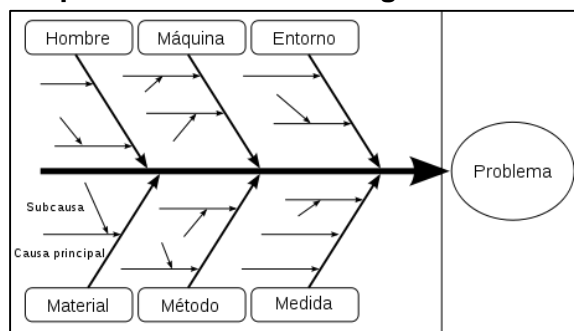 Hombre
Máquina
Entorno
Problema
Subcausa
Causa principal
Material
Método
Medida